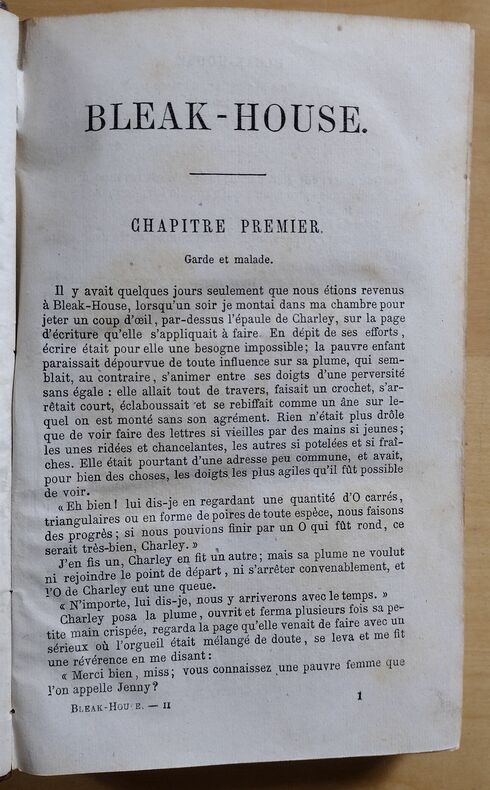 BLEAK-HOUSE.
CHAPITRE PREMIER.
Garde et malade.
Il y avait quelques jours seulement que nous étions revenus
à Bleak-House, lorsqu'un soir je montai dans ma chambre pour
jeter un coup d'œil, par-dessus l'épaule de Charley, sur la page
d'écriture qu'elle s'appliquait à faire. En dépit de ses efforts,
écrire était pour elle une besogne impossible; la pauvre enfant
paraissait dépourvue de toute influence sur sa plume, qui sem-
blait, au contraire, s'animer entre ses doigts d'une perversité
sans égale : elle allait tout de travers, faisait un crochet, s'ar-
rêtait court, éclaboussait et se rebiffait comme un âne sur le-
quel on est monté sans son agrément. Rien n'était plus drôle
que de voir faire des lettres si vieilles par des mains si jeunes;
les unes ridées et chancelantes, les autres si potelées et si fraî-
ches. Elle était pourtant d'une adresse peu commune, et avait,
pour bien des choses, les doigts les plus agiles qu'il fût possible
de voir.
« Eh bien! lui dis-je en regardant une quantité d'O carrés,
triangulaires ou en forme de poires de toute espèce, nous faisons
des progrès; si nous pouvions finir par un O qui fût rond, ce
serait très-bien, Charley. »
J'en fis un, Charley en fit un autre; mais sa plume ne voulut
ni rejoindre le point de départ, ni s'arrêter convenablement, et
l'O de Charley eut une queue.
« N'importe, lui dis-je, nous y arriverons avec le temps. »
Charley posa la plume, ouvrit et ferma plusieurs fois sa pe-
tite main crispée, regarda la page qu'elle venait de faire avec un
sérieux où l'orgueil était mélangé de doute, se leva et me fit
une révérence en me disant :
« Merci bien, miss; vous connaissez une pauvre femme que
l'on appelle Jenny?
BLEAK-HOUSE. — II
1